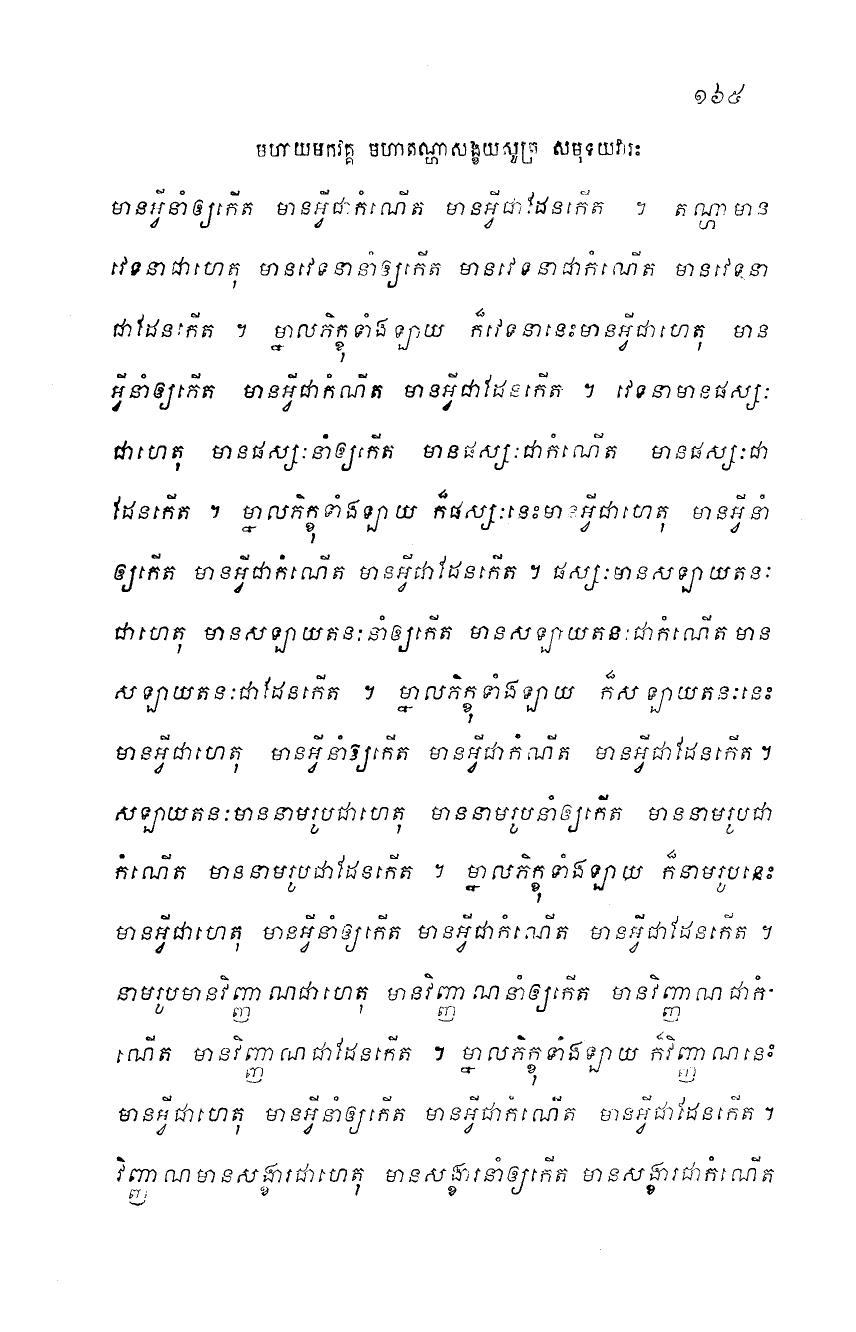 ១៦៥
មហាយមកវគ្គ មហាតណ្ហាសង្ខយសូត្រ សមុទយវារៈ
មានអ្វីនាំឲ្យកើត មានអ្វីជាកំណើត មានអ្វីជាដែនកើត ។ តណ្ហាមាន
វេទនាជាហេតុ មានវេទនានាំឲ្យកើត មានវេទនាជាកំណើត មានវេទនា
ជាដែនកើត ។ ម្នាលភិក្ខុទាំងឡាយ ក៏វេទនានេះមានអ្វីជាហេតុ មាន
អ្វីនាំឲ្យកើត មានអ្វីជាកំណើត មានអ្វីជាដែនកើត ។ វេទនាមានផស្សៈ
ជាហេតុ មានផស្សៈនាំឲ្យកើត មានផស្សៈជាកំណើត មានផស្សៈជា
ដែនកើត ។ ម្នាលភិក្ខុទាំងឡាយ ក៏ផស្សៈនេះមានអ្វីជាហេតុ មានអ្វីនាំ
ឲ្យកើត មានអ្វីជាកំណើត មានអ្វីជាដែនកើត ។ ផស្សៈមានសឡាយតនៈ
ជាហេតុ មានសឡាយតនៈនាំឲ្យកើត មានសឡាយតនៈជាកំណើត មាន
សឡាយតនៈជាដែនកើត ។ ម្នាលភិក្ខុទាំងឡាយ ក៏សឡាយតនៈនេះ
មានអ្វីជាហេតុ មានអ្វីនាំឱ្យកើត មានអ្វីជាកំណើត មានអ្វីជាដែនកើត ។
សឡាយតនៈមាននាមរូបជាហេតុ មាននាមរូបនាំឲ្យកើត មាននាមរូបជា
កំណើត មាននាមរូបជាដែនកើត ។ ម្នាលភិក្ខុទាំងឡាយ ក៏នាមរូបនេះ
មានអ្វីជាហេតុ មានអ្វីនាំឲ្យកើត មានអ្វីជាកំណើត មានអ្វីជាដែនកើត ។
នាមរូបមានវិញ្ញាណជាហេតុ មានវិញ្ញាណនាំឲ្យកើត មានវិញ្ញាណជាកំ-
ណើត មានវិញ្ញាណជាដែនកើត ។ ម្នាលភិក្ខុទាំងឡាយ ក៏វិញ្ញាណនេះ
មានអ្វីជាហេតុ មានអ្វីនាំឲ្យកើត មានអ្វីជាកំណើត មានអ្វីជាដែនកើត ។
វិញ្ញាណមានសង្ខារជាហេតុ មានសង្ខារនាំឲ្យកើត មានសង្ខារជាកំណើត